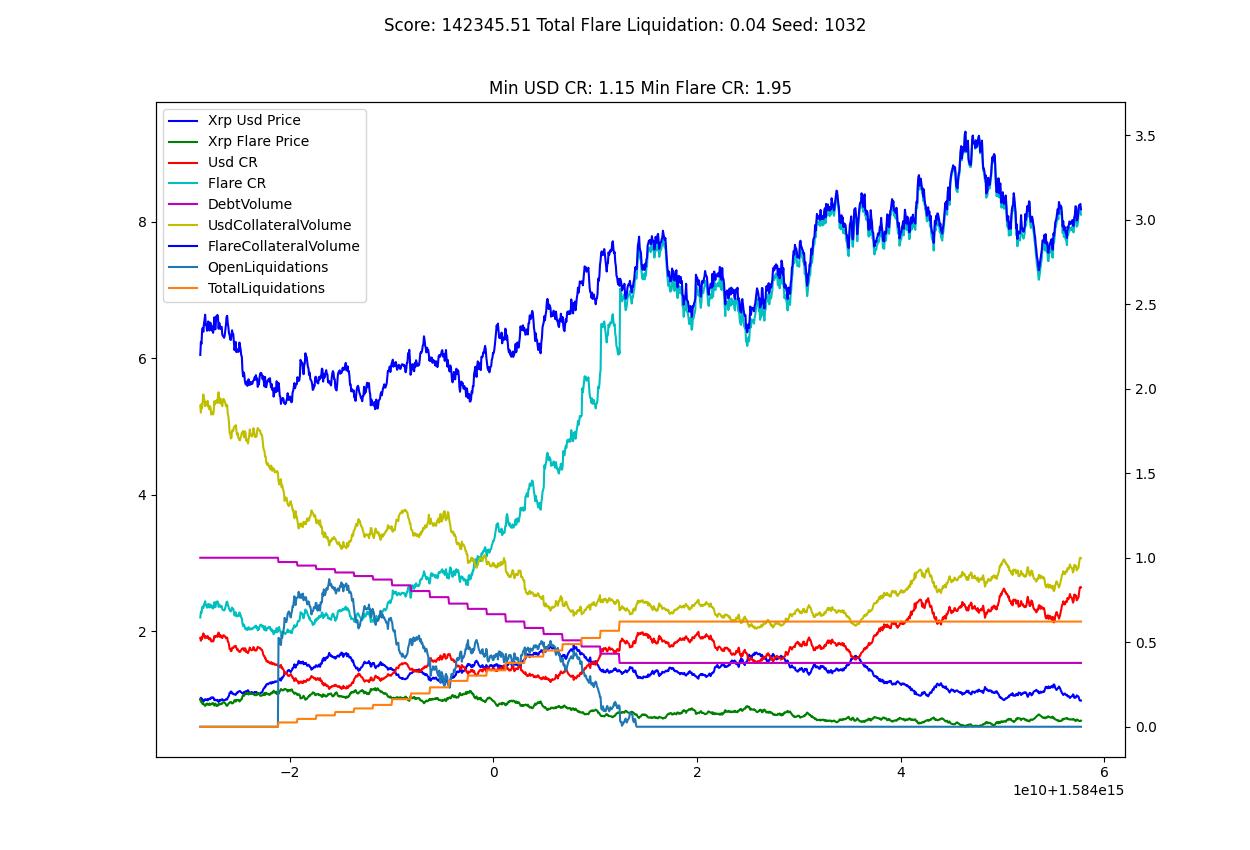 Score: 142345.51 Total Flare Liquidation: 0.04 Seed: 1032
Min USD CR: 1.15 Min Flare CR: 1.95
Xrp Usd Price
Xrp Flare Price
Usd CR
Flare CR
DebtVolume
UsdCollateralVolume
FlareCollateralVolume
OpenLiquidations
TotalLiquidations
8
6
4
2
3.5
3.0
2.5
2.0
1.5
1.0
0.5
0.0
−2 0 2 4 6
1e10+1.584e15